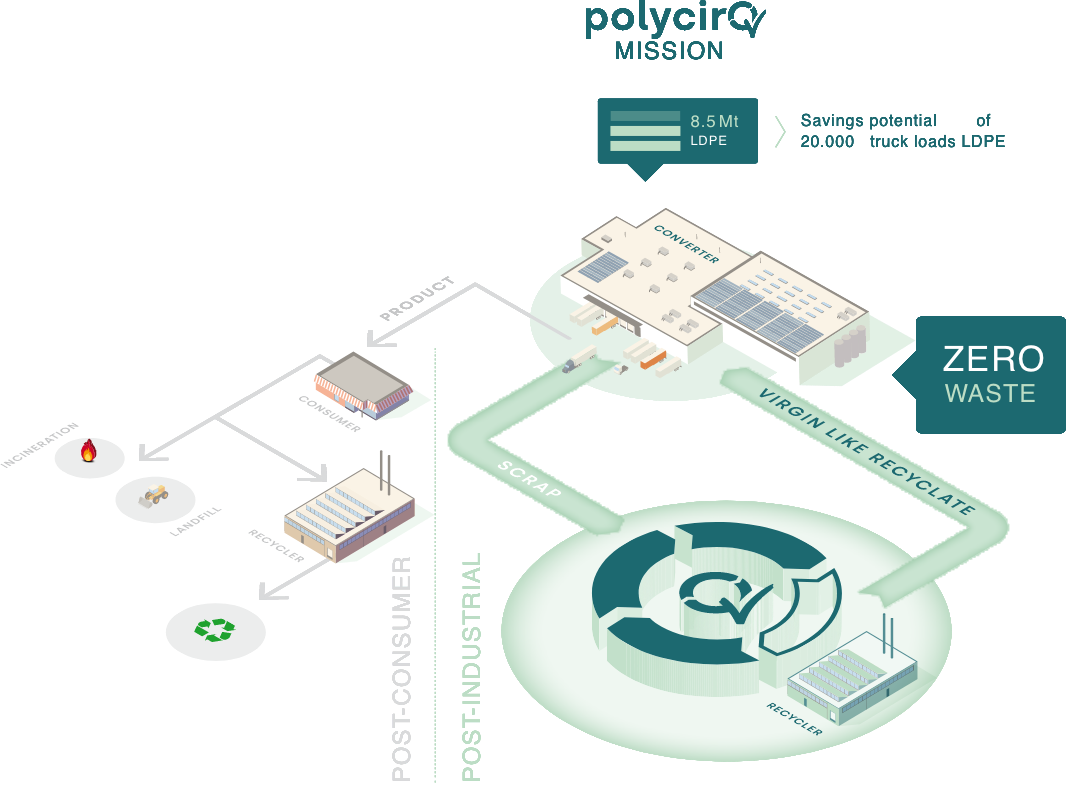 polycirQ
MISSION
8.5 Mt
LDPE
Savings potential of
20.000 truck loads LDPE
CONVERTER
PRODUCT
ZERO
WASTE
CONSUMER
VIRGIN LIKE RECYCLATE
INCINERATION
SCRAP
LANDFILL
RECYCLER
POST-CONSUMER
POST-INDUSTRIAL
RECYCLER